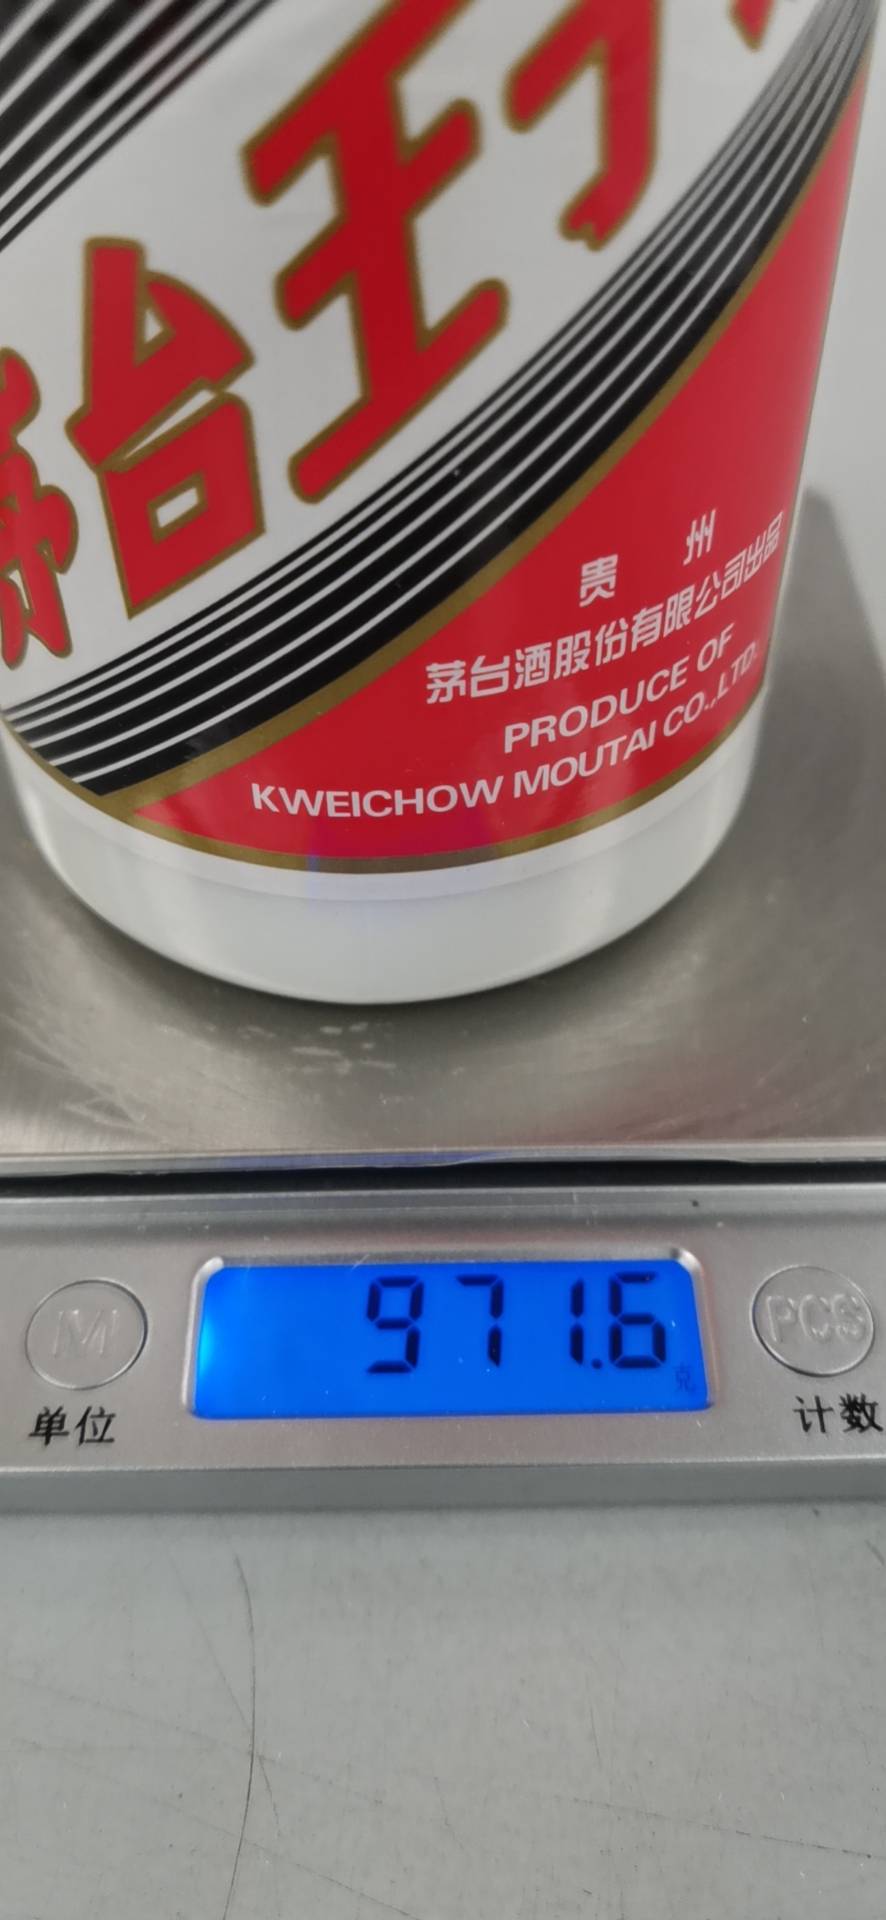 茅台王子
贵 州
茅台酒股份有限公司出品
PRODUCE OF
KWEICHOW MOUTAI CO.,LTD.
971.6
克
M
PCS
单位
计数